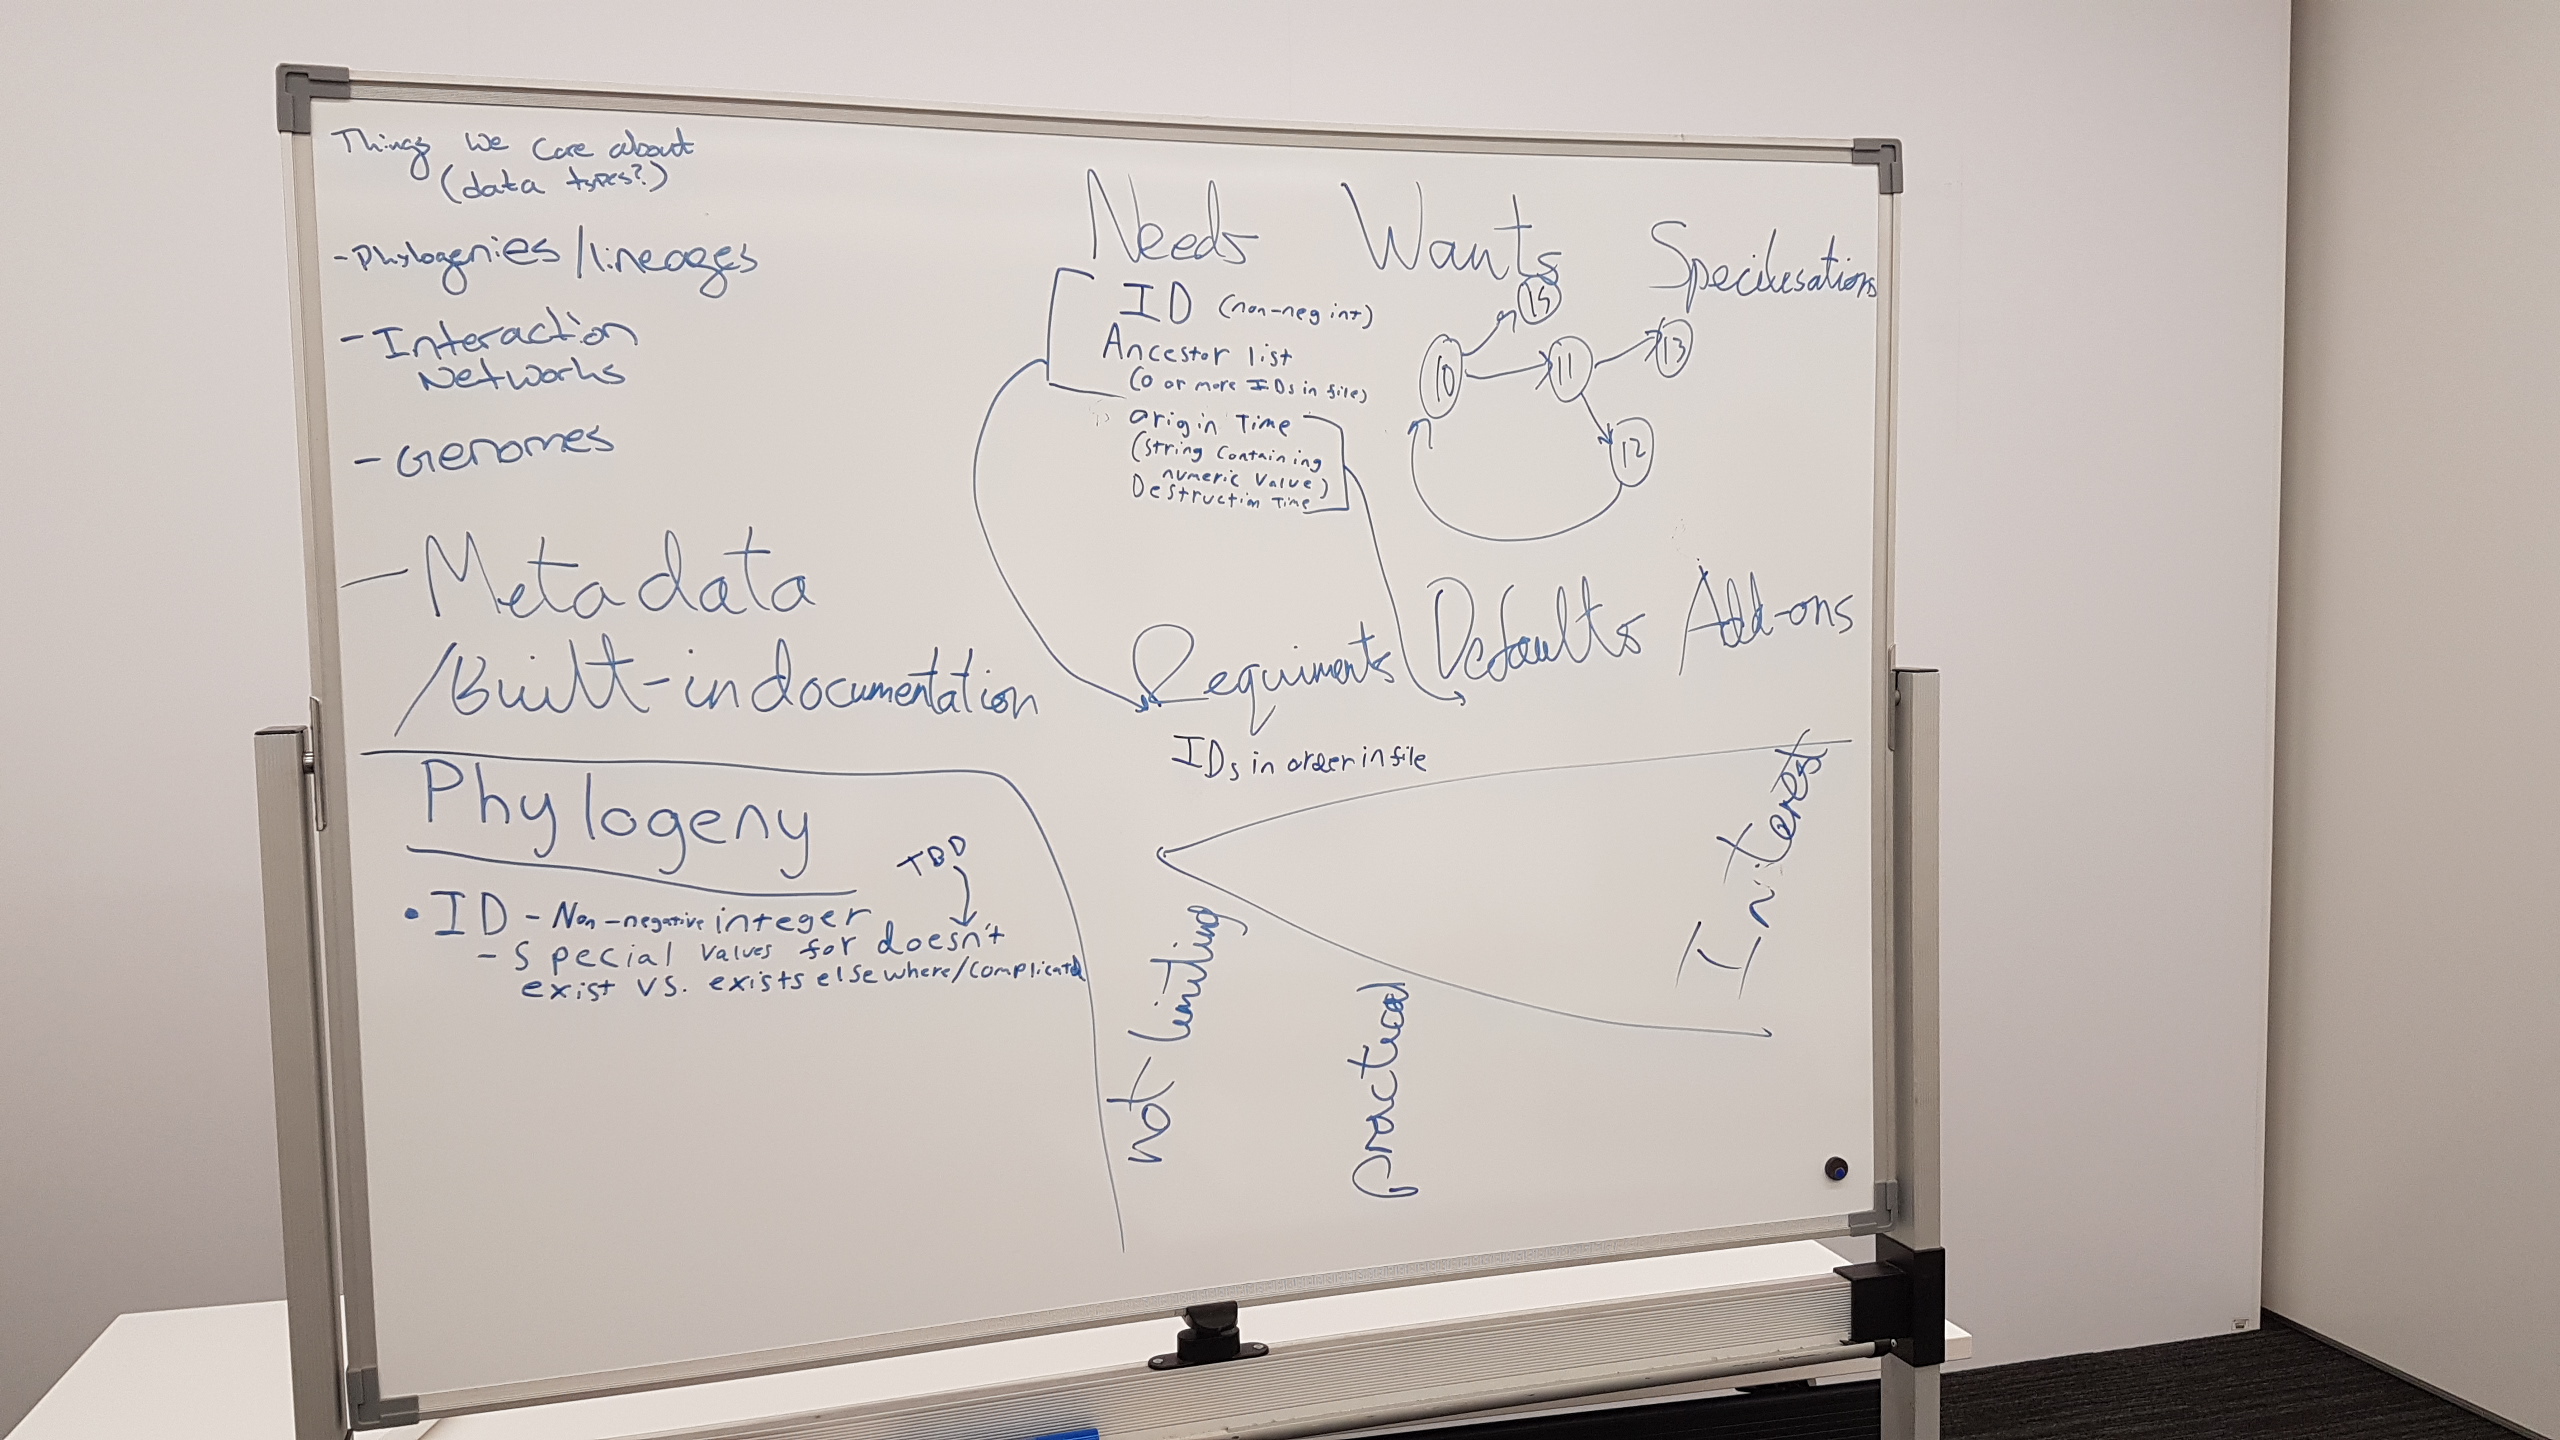 Things we care about
(data types?)
- Phylogenies/lineages
- Interaction
Networks
- Genomes
- Metadata
/Built-in documentation
Needs Wants Specilisations
ID (non-neg int)
Ancestor list
(0 or more IDs in file)
origin Time
(String containing
numeric value)
Destruction Time
10
11
12
13
Requiments Defaults Add-ons
IDs in order in file
not limiting
practical
Interest
Phylogeny
TBD
• ID - Non-negative integer
- Special values for doesn't
exist vs. exists elsewhere/complicated